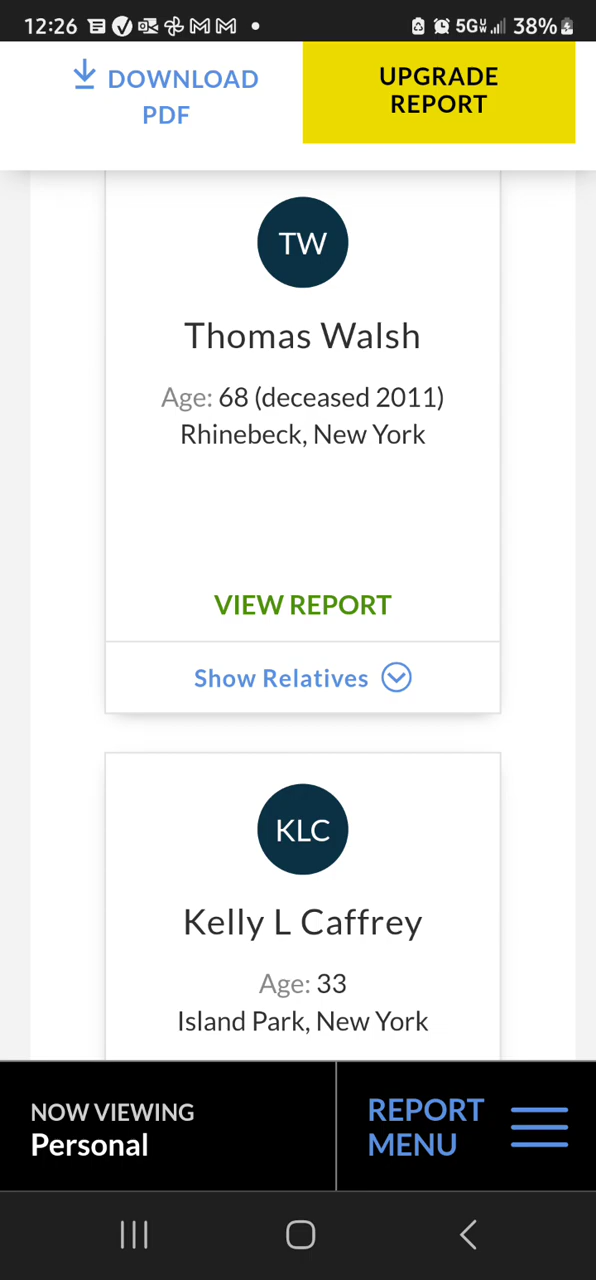 12:26 5G 38%
DOWNLOAD
PDF
UPGRADE
REPORT
TW
Thomas Walsh
Age: 68 (deceased 2011)
Rhinebeck, New York
VIEW REPORT
Show Relatives
KLC
Kelly L Caffrey
Age: 33
Island Park, New York
NOW VIEWING
Personal
REPORT
MENU